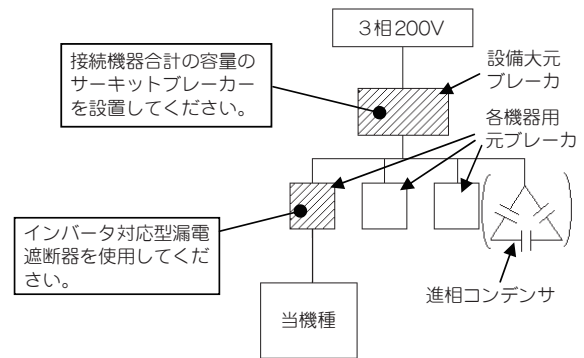 3相200V
接続機器合計の容量の
サーキットブレーカー
を設置してください。
設備大元
ブレーカ
各機器用
元ブレーカ
インバータ対応型漏電
遮断器を使用してくだ
さい。
進相コンデンサ
当機種